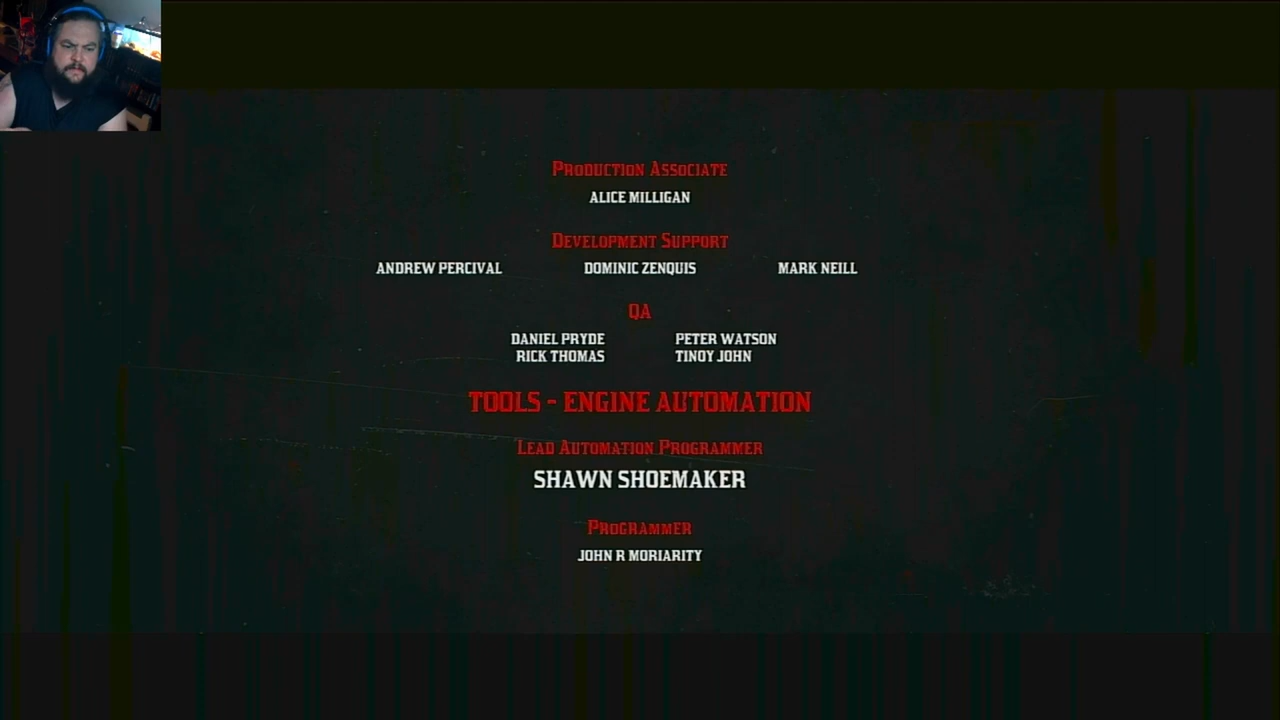 Production Associate
ALICE MILLIGAN
Development Support
ANDREW PERCIVAL DOMINIC ZENQUIS MARK NEILL
QA
DANIEL PRYDE PETER WATSON
RICK THOMAS TINOY JOHN
TOOLS - ENGINE AUTOMATION
Lead Automation Programmer
SHAWN SHOEMAKER
Programmer
JOHN R MORIARITY